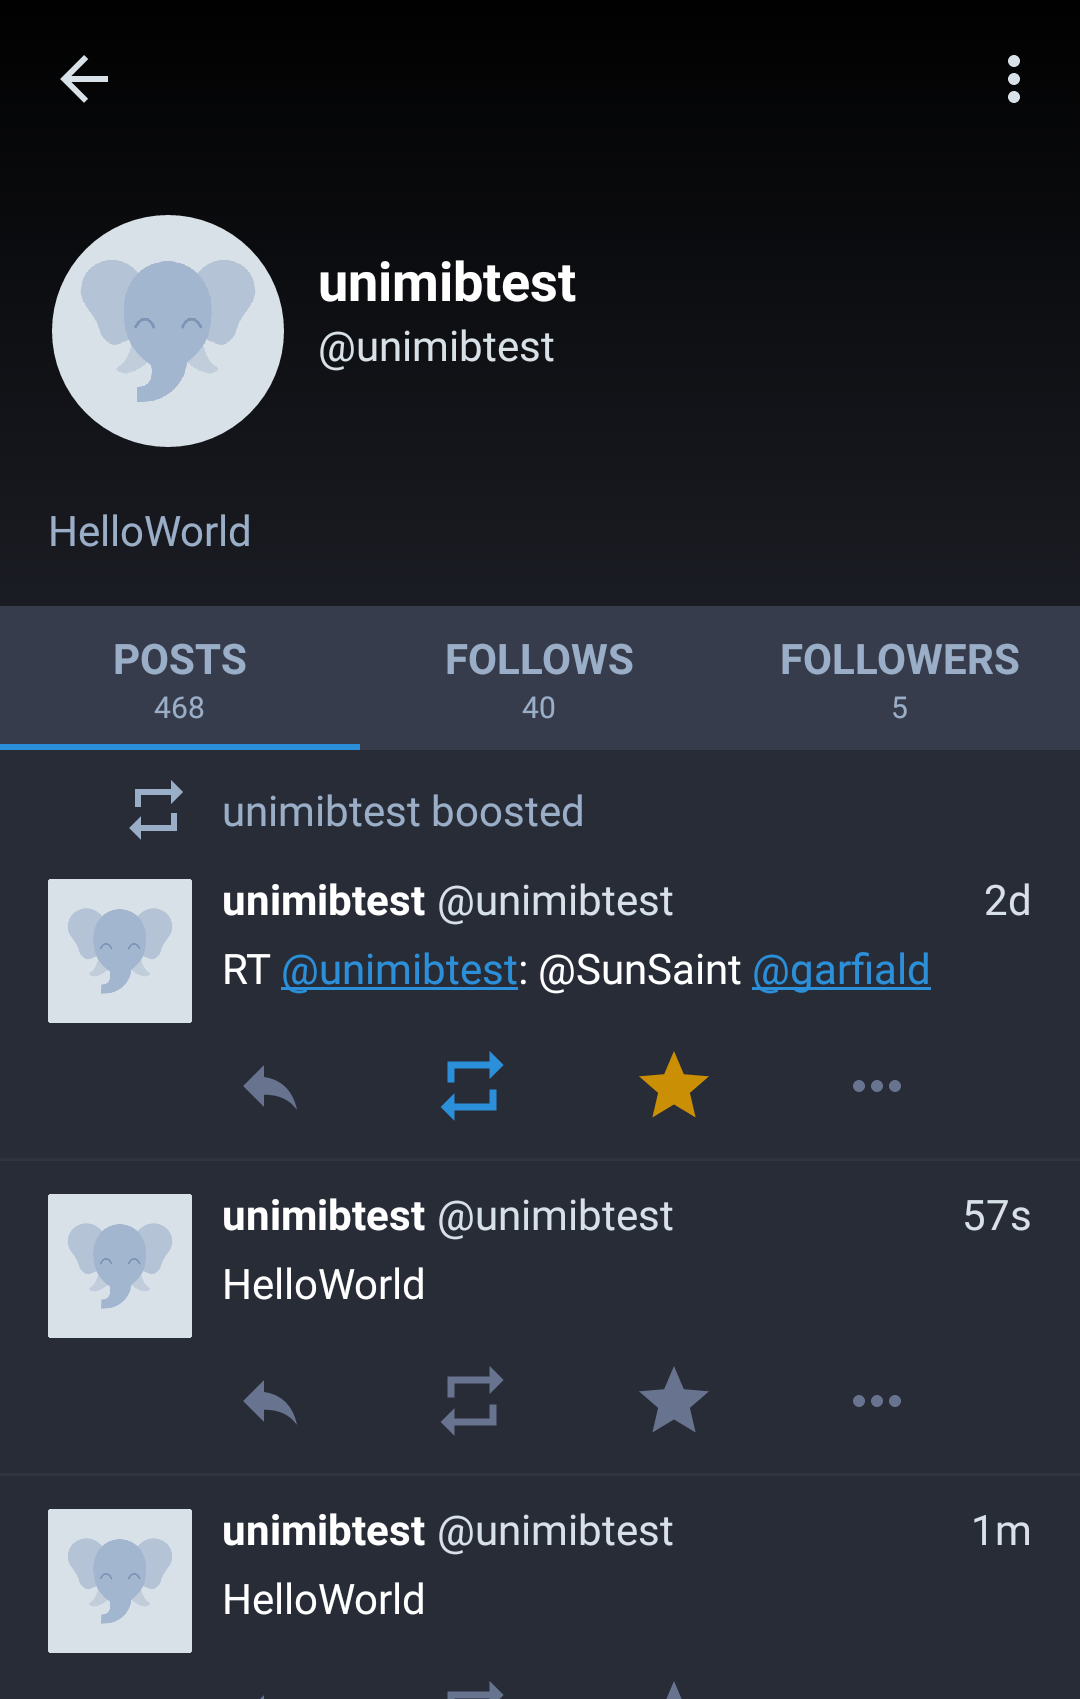 unimibtest
@unimibtest
HelloWorld
POSTS FOLLOWS FOLLOWERS
468 40 5
unimibtest boosted
unimibtest @unimibtest 2d
RT @unimibtest: @SunSaint @garfiald
unimibtest @unimibtest 57s
HelloWorld
unimibtest @unimibtest 1m
HelloWorld